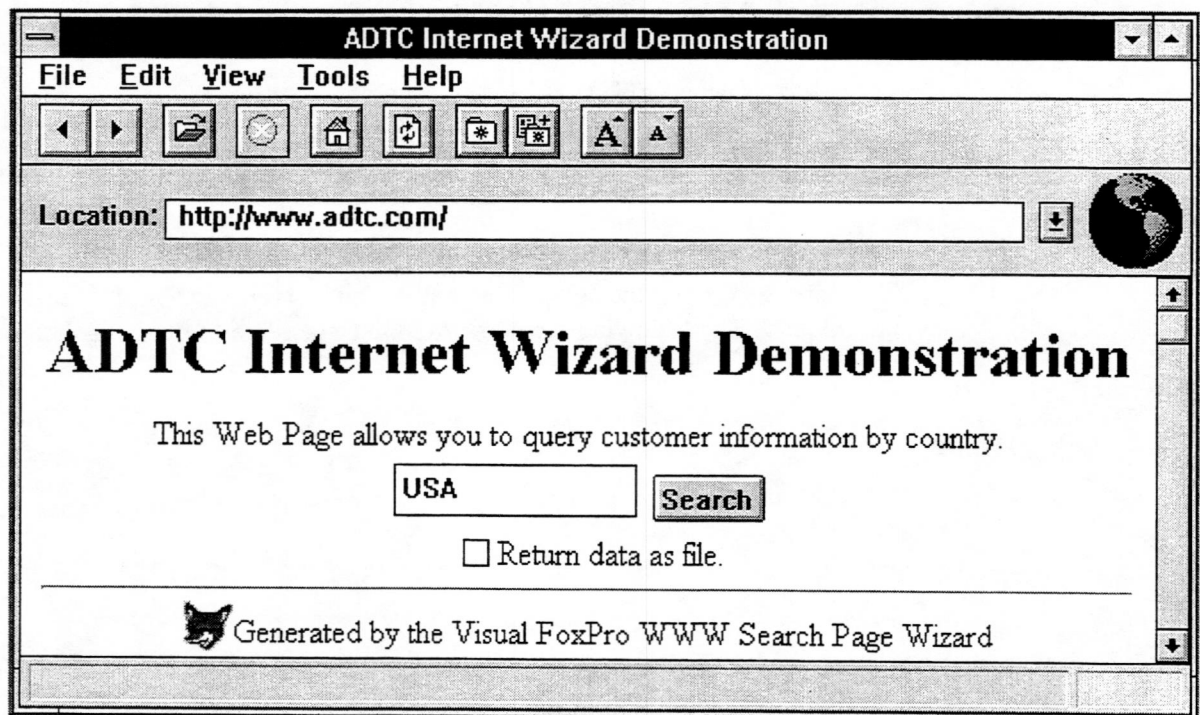 ADTC Internet Wizard Demonstration
File Edit View Tools Help
A A
Location: http://www.adtc.com/
ADTC Internet Wizard Demonstration
This Web Page allows you to query customer information by country.
USA Search
Return data as file.
Generated by the Visual FoxPro WWW Search Page Wizard